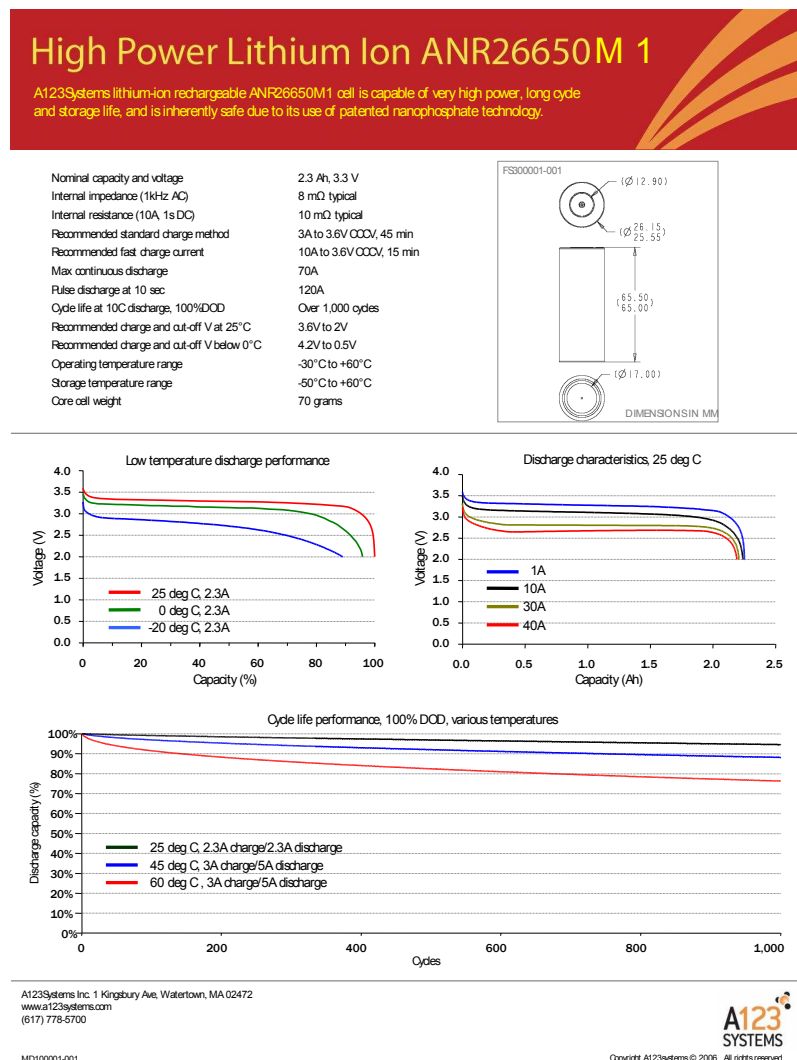 High Power Lithium Ion ANR26650M 1
A123Systems lithium-ion rechargeable ANR26650M1 cell is capable of very high power, long cycle
and storage life, and is inherently safe due to its use of patented nanophosphate technology.
Nominal capacity and voltage 2.3 Ah, 3.3 V
Internal impedance (1kHz AC) 8 mΩ typical
Internal resistance (10A, 1s DC) 10 mΩ typical
Recommended standard charge method 3A to 3.6V CCCV, 45 min
Recommended fast charge current 10A to 3.6V CCCV, 15 min
Max continuous discharge 70A
Pulse discharge at 10 sec 120A
Cycle life at 10C discharge, 100%DOD Over 1,000 cycles
Recommended charge and cut-off V at 25°C 3.6V to 2V
Recommended charge and cut-off V below 0°C 4.2V to 0.5V
Operating temperature range -30°C to +60°C
Storage temperature range -50°C to +60°C
Core cell weight 70 grams
FS300001-001
(Ø12.90)
(Ø 26.15
25.55)
(65.50
65.00)
(Ø17.00)
DIMENSIONS IN MM
Low temperature discharge performance
4.0
3.5
3.0
2.5
2.0
1.5
1.0
0.5
0.0
Voltage (V)
25 deg C, 2.3A
0 deg C, 2.3A
-20 deg C, 2.3A
0 20 40 60 80 100
Capacity (%)
Discharge characteristics, 25 deg C
4.0
3.5
3.0
2.5
2.0
1.5
1.0
0.5
0.0
Voltage (V)
1A
10A
30A
40A
0.0 0.5 1.0 1.5 2.0 2.5
Capacity (Ah)
Cycle life performance, 100% DOD, various temperatures
100%
90%
80%
70%
60%
50%
40%
30%
20%
10%
0%
Discharge capacity (%)
25 deg C, 2.3A charge/2.3A discharge
45 deg C, 3A charge/5A discharge
60 deg C , 3A charge/5A discharge
0 200 400 600 800 1,000
Cycles
A123Systems Inc. 1 Kingsbury Ave, Watertown, MA 02472
www.a123systems.com
(617) 778-5700
A123
SYSTEMS
MD100001-001
Copyright A123systems © 2006. All rights reserved